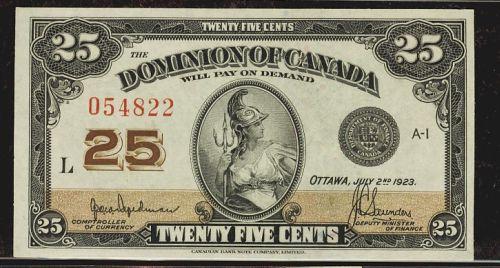 TWENTY FIVE CENTS
25 25
THE
DOMINION OF CANADA
WILL PAY ON DEMAND
054822
L 25
A-1
OTTAWA, JULY 2ND 1923.
COMPTROLLER
OF CURRENCY
J.C. Saunders
DEPUTY MINISTER
OF FINANCE
25 TWENTY FIVE CENTS 25
CANADIAN BANK NOTE COMPANY, LIMITED.